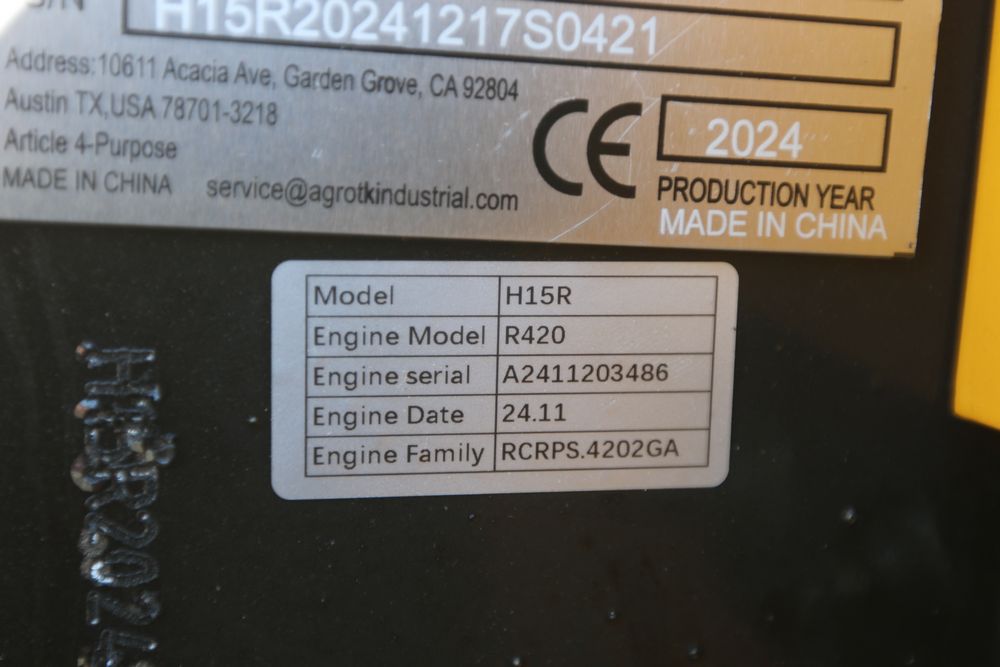 S/N H15R20241217S0421
Address:10611 Acacia Ave, Garden Grove, CA 92804
Austin TX,USA 78701-3218
Article 4-Purpose
MADE IN CHINA service@agrotkindustrial.com
CE 2024
PRODUCTION YEAR
MADE IN CHINA
Model H15R
Engine Model R420
Engine serial A2411203486
Engine Date 24.11
Engine Family RCRPS.4202GA
H15R2024